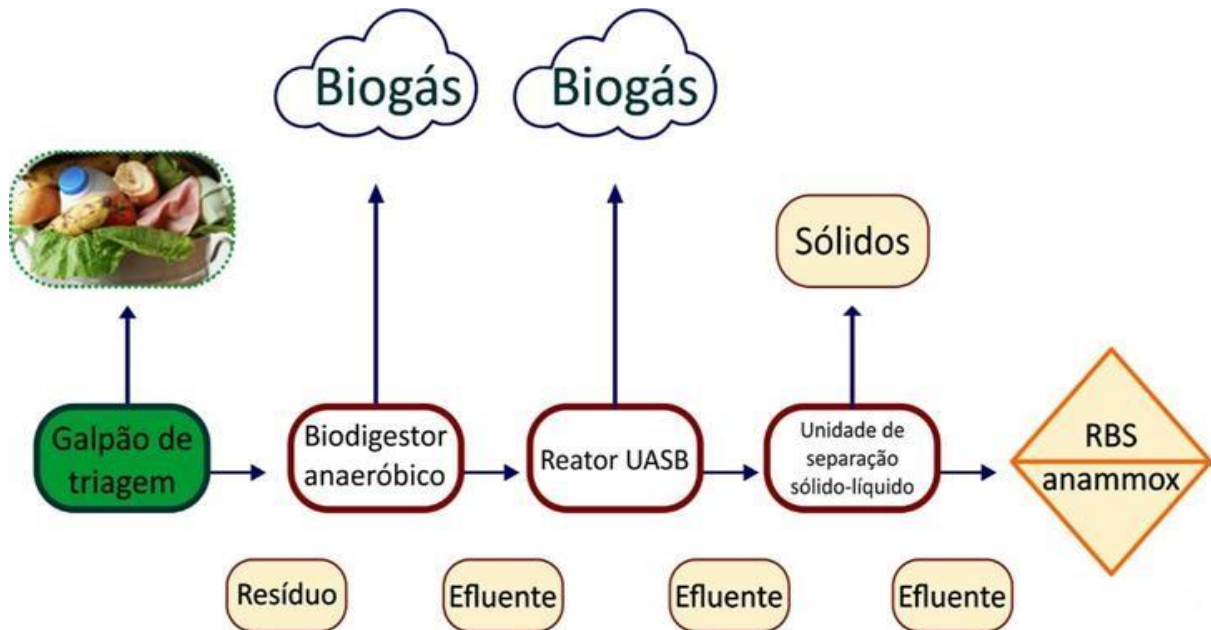 Biogás
Biogás
Sólidos
Galpão de
triagem
Biodigestor
anaeróbico
Reator UASB
Unidade de
separação
sólido-líquido
RBS
anammox
Resíduo
Efluente
Efluente
Efluente